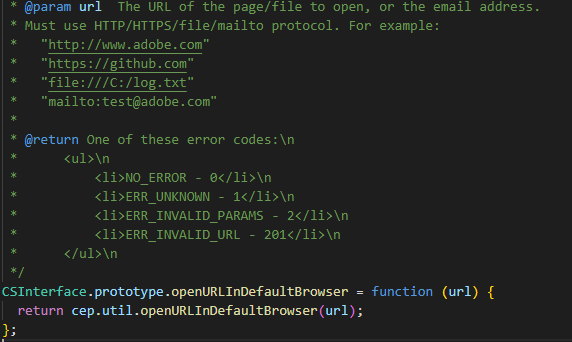 * @param url  The URL of the page/file to open, or the email address.
* Must use HTTP/HTTPS/file/mailto protocol. For example:
*   "http://www.adobe.com"
*   "https://github.com"
*   "file:///C:/log.txt"
*   "mailto:test@adobe.com"
*
* @return One of these error codes:\n
*      <ul>\n
*          <li>NO_ERROR - 0</li>\n
*          <li>ERR_UNKNOWN - 1</li>\n
*          <li>ERR_INVALID_PARAMS - 2</li>\n
*          <li>ERR_INVALID_URL - 201</li>\n
*      </ul>\n
*/
CSInterface.prototype.openURLInDefaultBrowser = function (url) {
  return cep.util.openURLInDefaultBrowser(url);
};